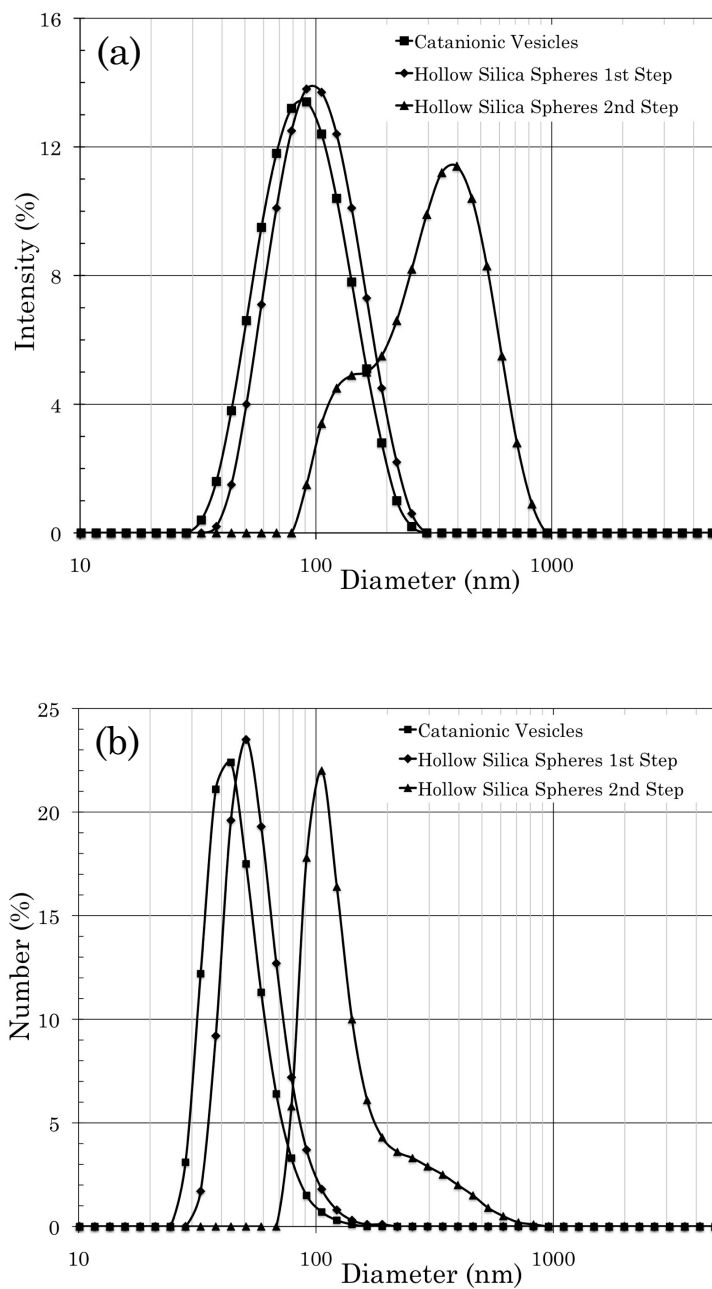 (a)
Catanionic Vesicles
Hollow Silica Spheres 1st Step
Hollow Silica Spheres 2nd Step
16
12
8
4
0
Intensity (%)
10
100
1000
Diameter (nm)
(b)
Catanionic Vesicles
Hollow Silica Spheres 1st Step
Hollow Silica Spheres 2nd Step
25
20
15
10
5
0
Number (%)
10
100
1000
Diameter (nm)